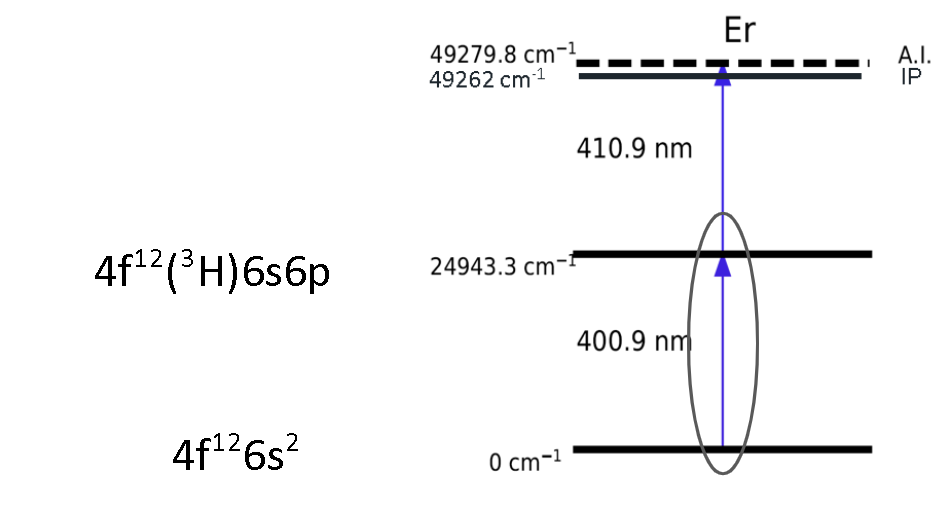 Er
49279.8 cm⁻¹
A.I.
49262 cm⁻¹
IP
410.9 nm
4f¹²(³H)6s6p
24943.3 cm⁻¹
400.9 nm
4f¹²6s²
0 cm⁻¹